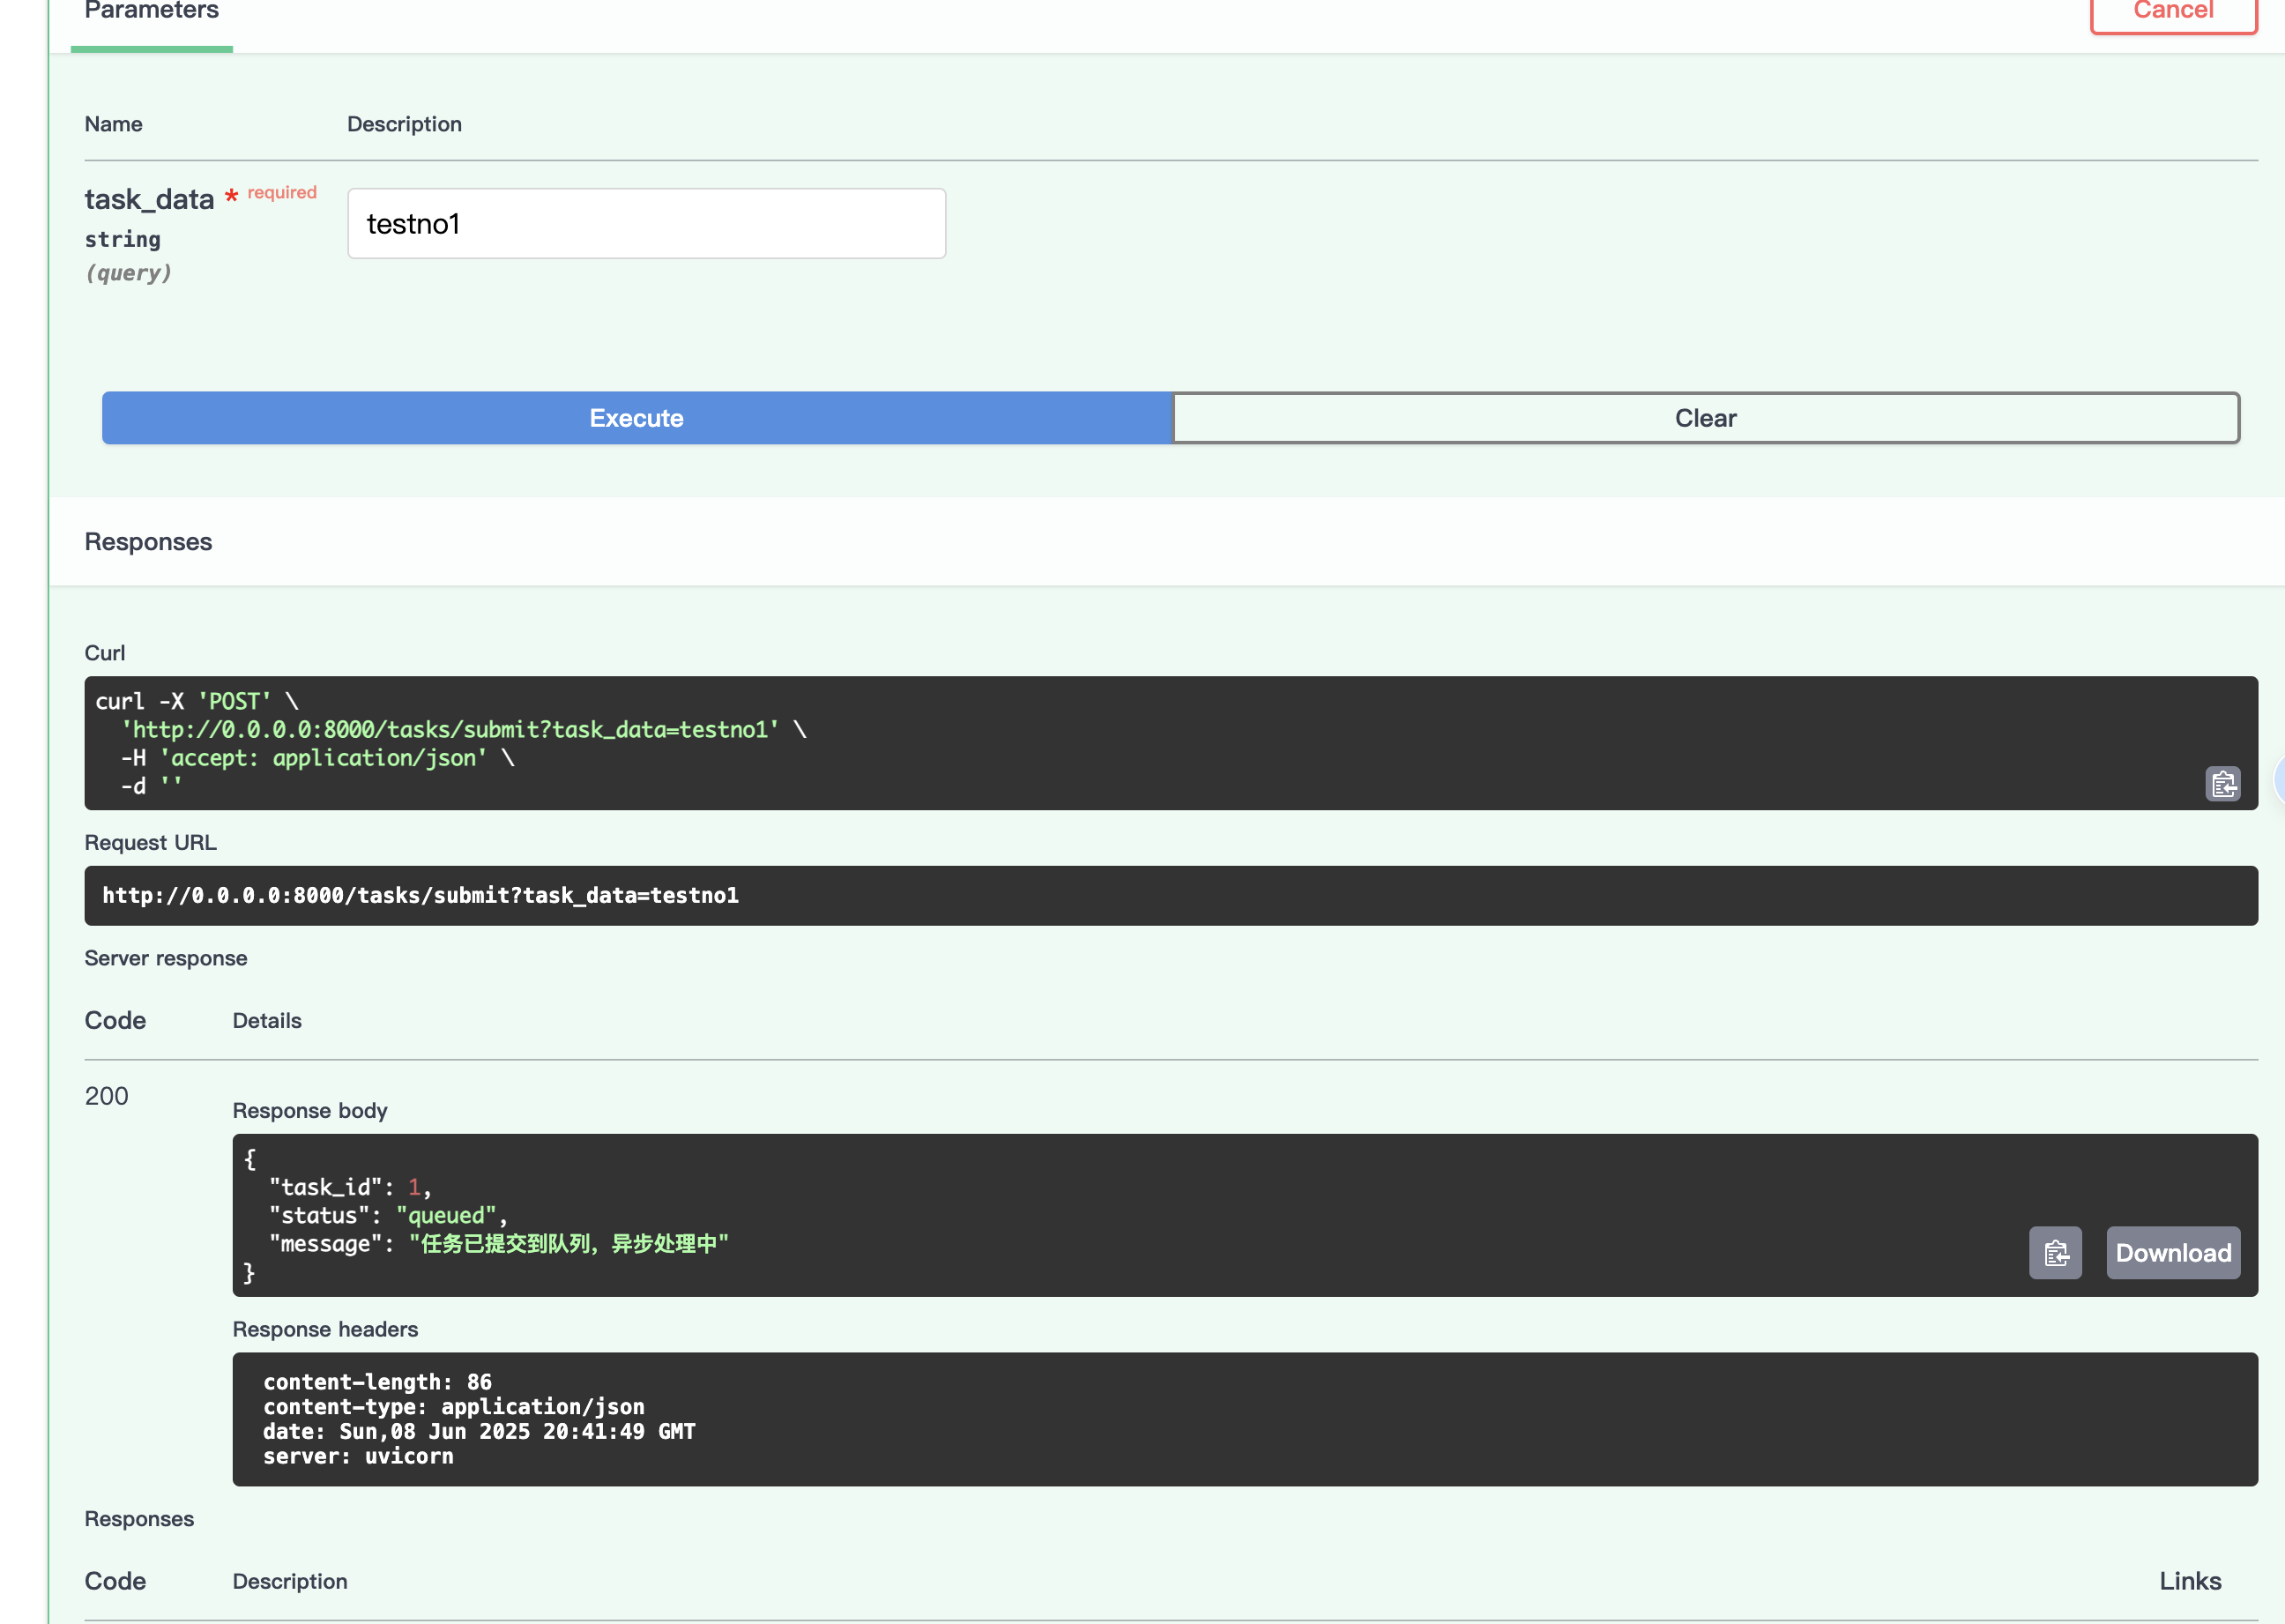 Parameters
Cancel
Name Description
task_data * required
testno1
string
(query)
Execute
Clear
Responses
Curl
curl -X 'POST' \
'http://0.0.0.0:8000/tasks/submit?task_data=testno1' \
-H 'accept: application/json' \
-d ''
Request URL
http://0.0.0.0:8000/tasks/submit?task_data=testno1
Server response
Code Details
200
Response body
{
"task_id": 1,
"status": "queued",
"message": "任务已提交到队列，异步处理中"
}
Download
Response headers
content-length: 86
content-type: application/json
date: Sun,08 Jun 2025 20:41:49 GMT
server: uvicorn
Responses
Code Description Links